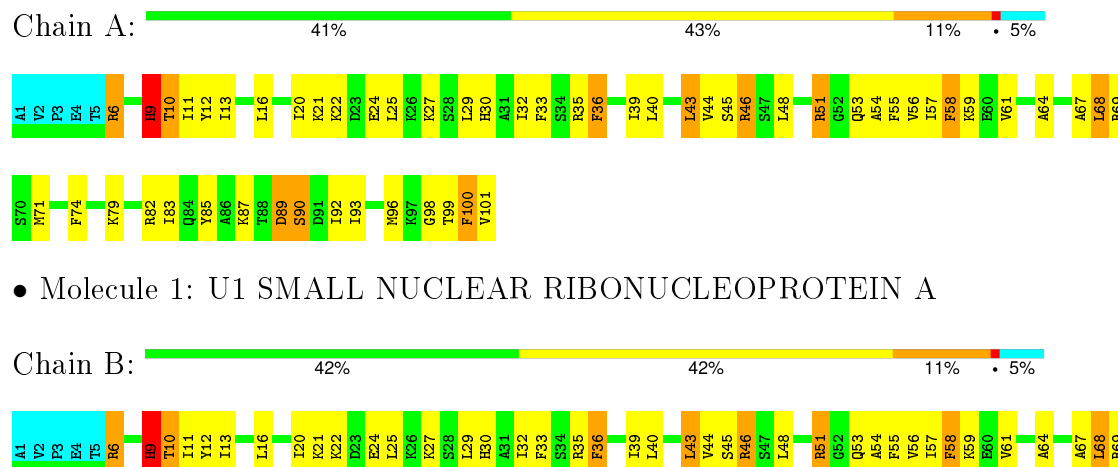 Chain A:
41% 43% 11% • 5%
A1 V2 P3 E4 T5 R6 H9 T10 I11 Y12 I13 L16 I20 K21 K22 D23 E24 L25 K26 K27 S28 L29 H30 A31 I32 F33 S34 R35 F36 I39 L40 L43 V44 S45 R46 S47 L48 R51 G52 Q53 A54 F55 V56 I57 F58 K59 E60 V61 A64 A67 L68 R69
S70 M71 F74 K79 R82 I83 Q84 Y85 A86 K87 T88 D89 S90 D91 I92 I93 M96 K97 G98 T99 F100 V101
• Molecule 1: U1 SMALL NUCLEAR RIBONUCLEOPROTEIN A
Chain B:
42% 42% 11% • 5%
A1 V2 P3 E4 T5 R6 H9 T10 I11 Y12 I13 L16 I20 K21 K22 D23 E24 L25 K26 K27 S28 L29 H30 A31 I32 F33 S34 R35 F36 I39 L40 L43 V44 S45 R46 S47 L48 R51 G52 Q53 A54 F55 V56 I57 F58 K59 E60 V61 A64 A67 L68 R69